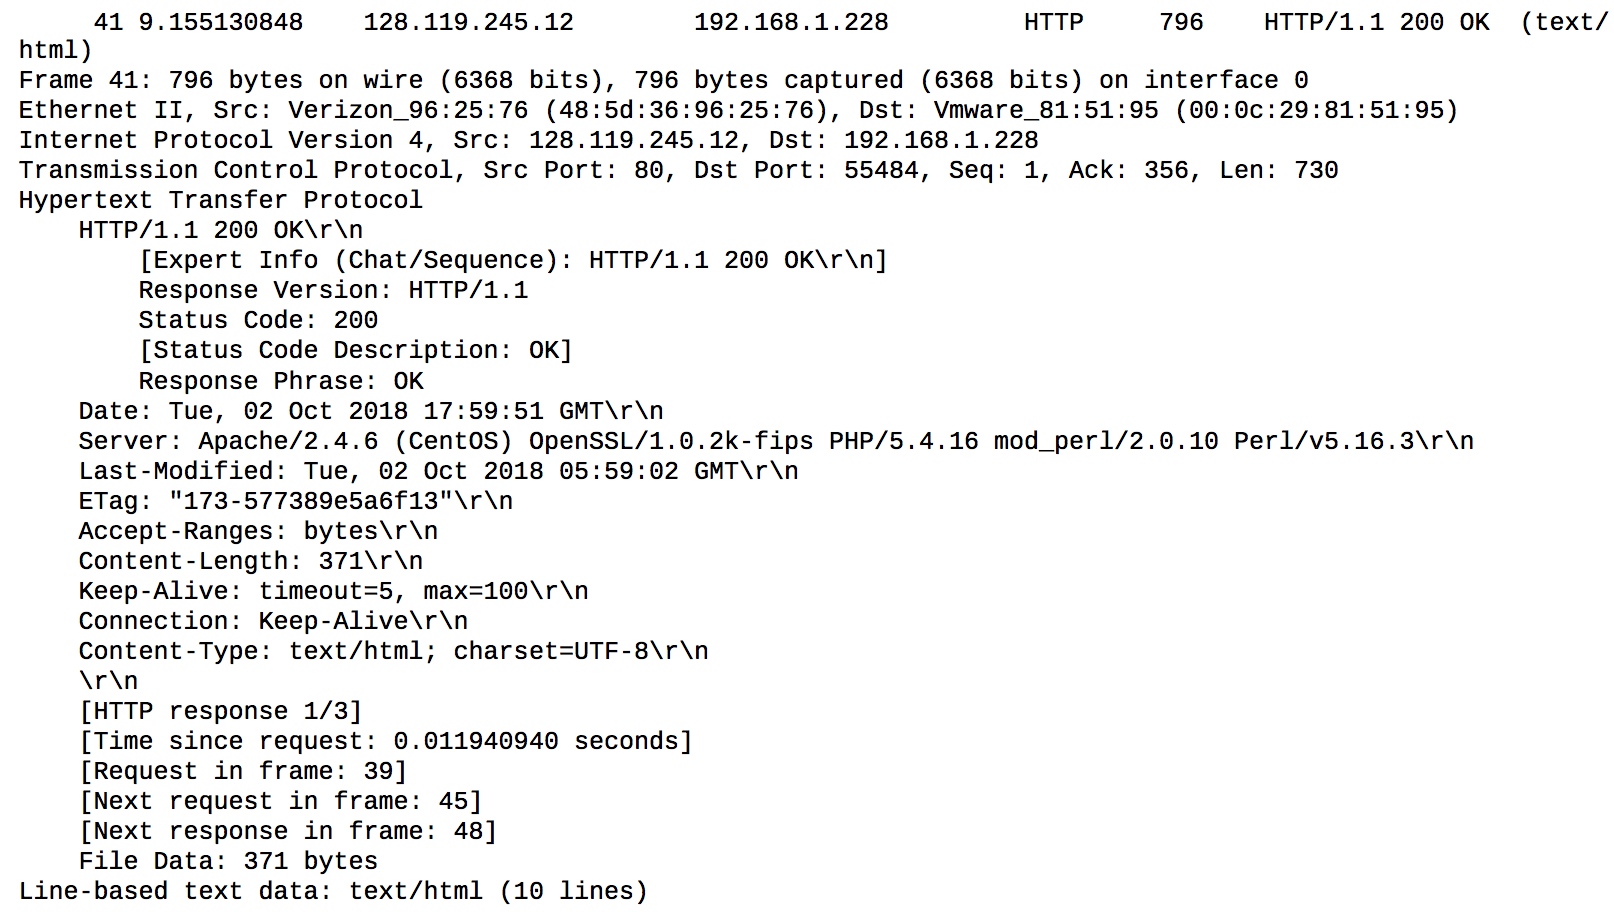 41 9.155130848 128.119.245.12 192.168.1.228 HTTP 796 HTTP/1.1 200 OK (text/
html)
Frame 41: 796 bytes on wire (6368 bits), 796 bytes captured (6368 bits) on interface 0
Ethernet II, Src: Verizon_96:25:76 (48:5d:36:96:25:76), Dst: Vmware_81:51:95 (00:0c:29:81:51:95)
Internet Protocol Version 4, Src: 128.119.245.12, Dst: 192.168.1.228
Transmission Control Protocol, Src Port: 80, Dst Port: 55484, Seq: 1, Ack: 356, Len: 730
Hypertext Transfer Protocol
HTTP/1.1 200 OK\r\n
[Expert Info (Chat/Sequence): HTTP/1.1 200 OK\r\n]
Response Version: HTTP/1.1
Status Code: 200
[Status Code Description: OK]
Response Phrase: OK
Date: Tue, 02 Oct 2018 17:59:51 GMT\r\n
Server: Apache/2.4.6 (CentOS) OpenSSL/1.0.2k-fips PHP/5.4.16 mod_perl/2.0.10 Perl/v5.16.3\r\n
Last-Modified: Tue, 02 Oct 2018 05:59:02 GMT\r\n
ETag: "173-577389e5a6f13"\r\n
Accept-Ranges: bytes\r\n
Content-Length: 371\r\n
Keep-Alive: timeout=5, max=100\r\n
Connection: Keep-Alive\r\n
Content-Type: text/html; charset=UTF-8\r\n
\r\n
[HTTP response 1/3]
[Time since request: 0.011940940 seconds]
[Request in frame: 39]
[Next request in frame: 45]
[Next response in frame: 48]
File Data: 371 bytes
Line-based text data: text/html (10 lines)